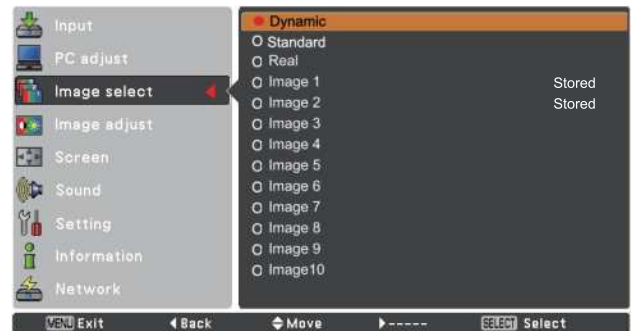 Input
PC adjust
Image select
Image adjust
Screen
Sound
Setting
Information
Network
Dynamic
Standard
Real
Image 1 Stored
Image 2 Stored
Image 3
Image 4
Image 5
Image 6
Image 7
Image 8
Image 9
Image10
MENU Exit Back Move ----- SELECT Select